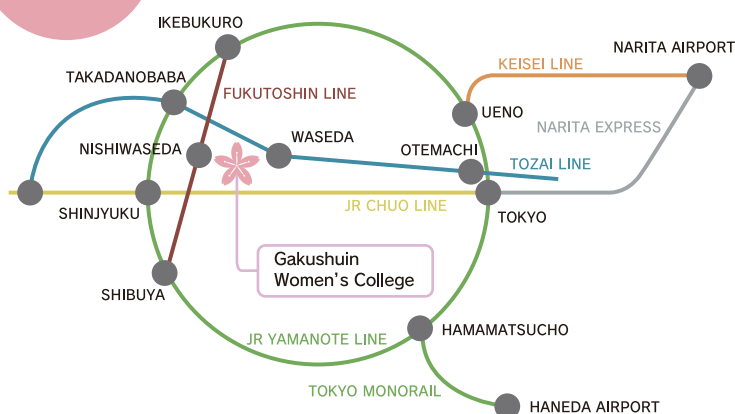 IKEBUKURO
NARITA AIRPORT
KEISEI LINE
TAKADANOBABA
FUKUTOSHIN LINE
UENO
NARITA EXPRESS
WASEDA
NISHIWASEDA
OTEMACHI
TOZAI LINE
SHINJYUKU
JR CHUO LINE
TOKYO
Gakushuin
Women's College
SHIBUYA
JR YAMANOTE LINE
HAMAMATSUCHO
TOKYO MONORAIL
HANEDA AIRPORT